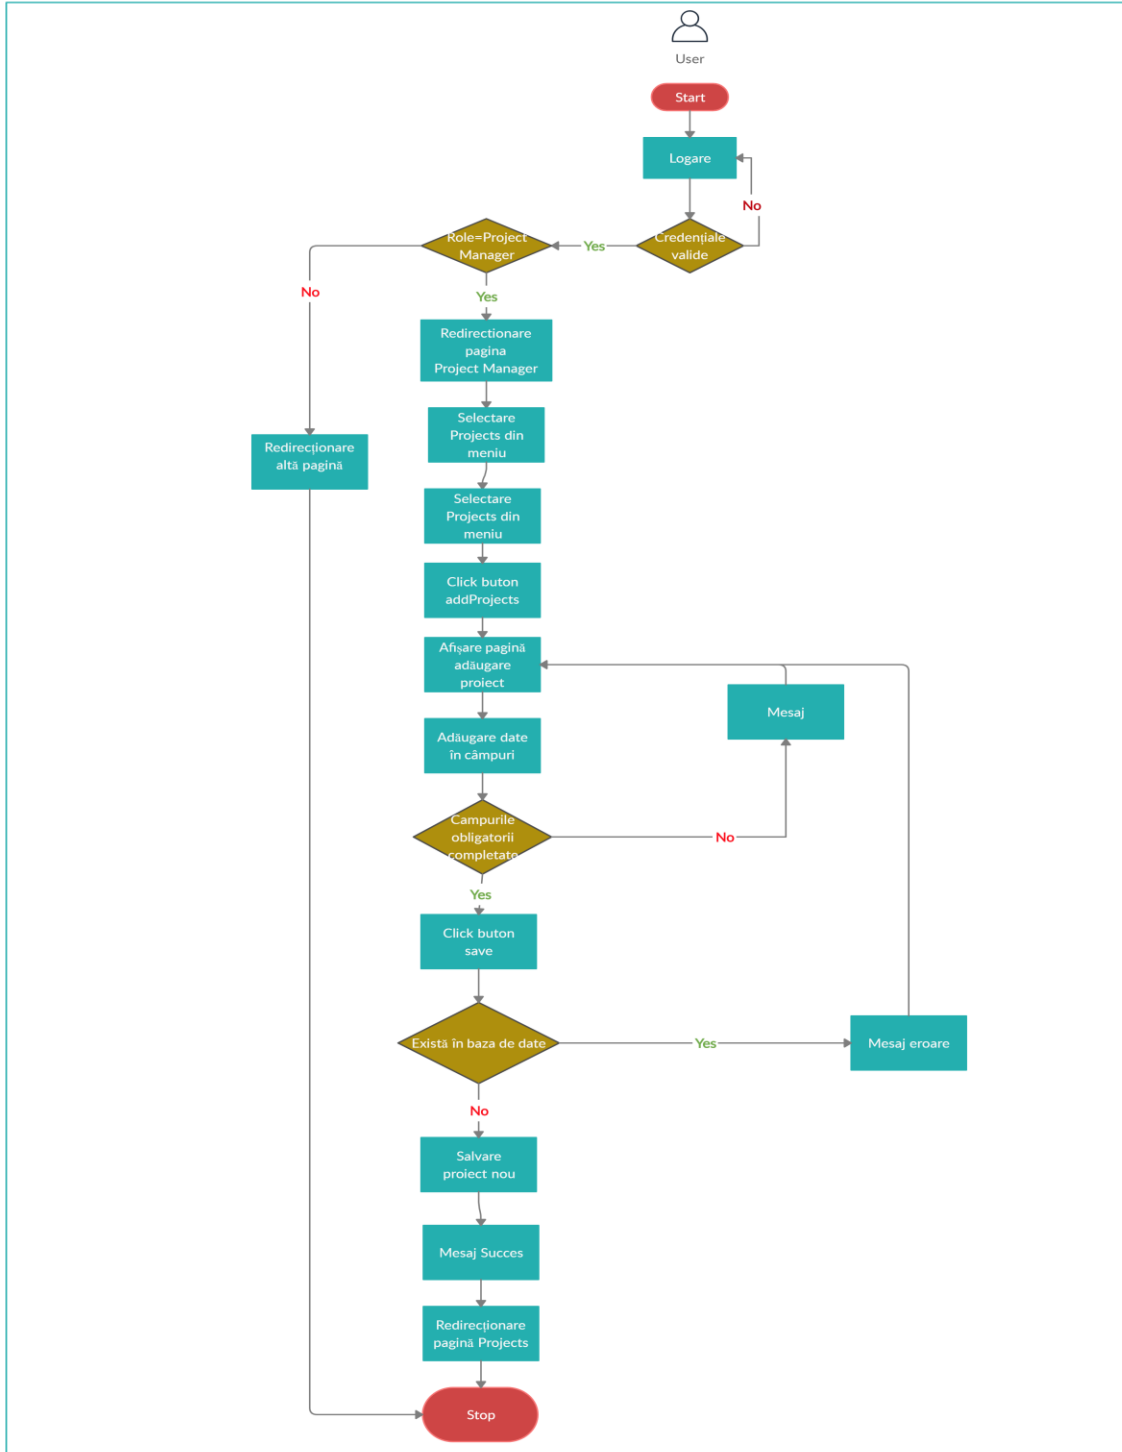 User
Start
Logare
No
Credențiale
valide
Yes
Role=Project
Manager
No
Yes
Redirectionare
pagina
Project Manager
Selectare
Projects din
meniu
Redirecționare
altă pagină
Selectare
Projects din
meniu
Click buton
addProjects
Afișare pagină
adăugare
proiect
Mesaj
Adăugare date
în câmpuri
Campurile
obligatorii
completate
No
Yes
Click buton
save
Există în baza de date
Yes
Mesaj eroare
No
Salvare
proiect nou
Mesaj Succes
Redirecționare
pagină Projects
Stop